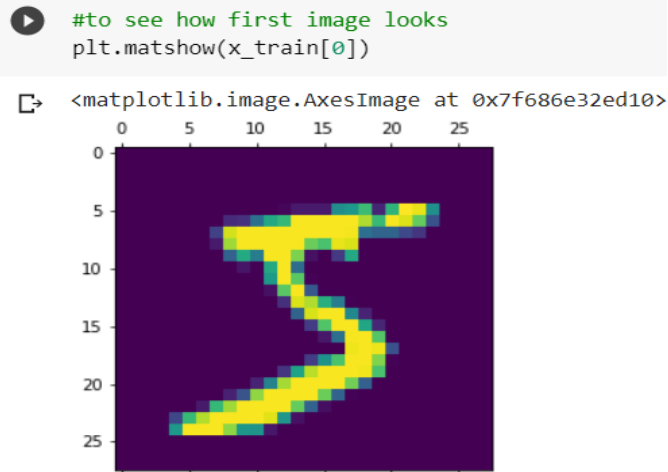 #to see how first image looks
plt.matshow(x_train[0])
<matplotlib.image.AxesImage at 0x7f686e32ed10>
0 5 10 15 20 25
0
5
10
15
20
25
5